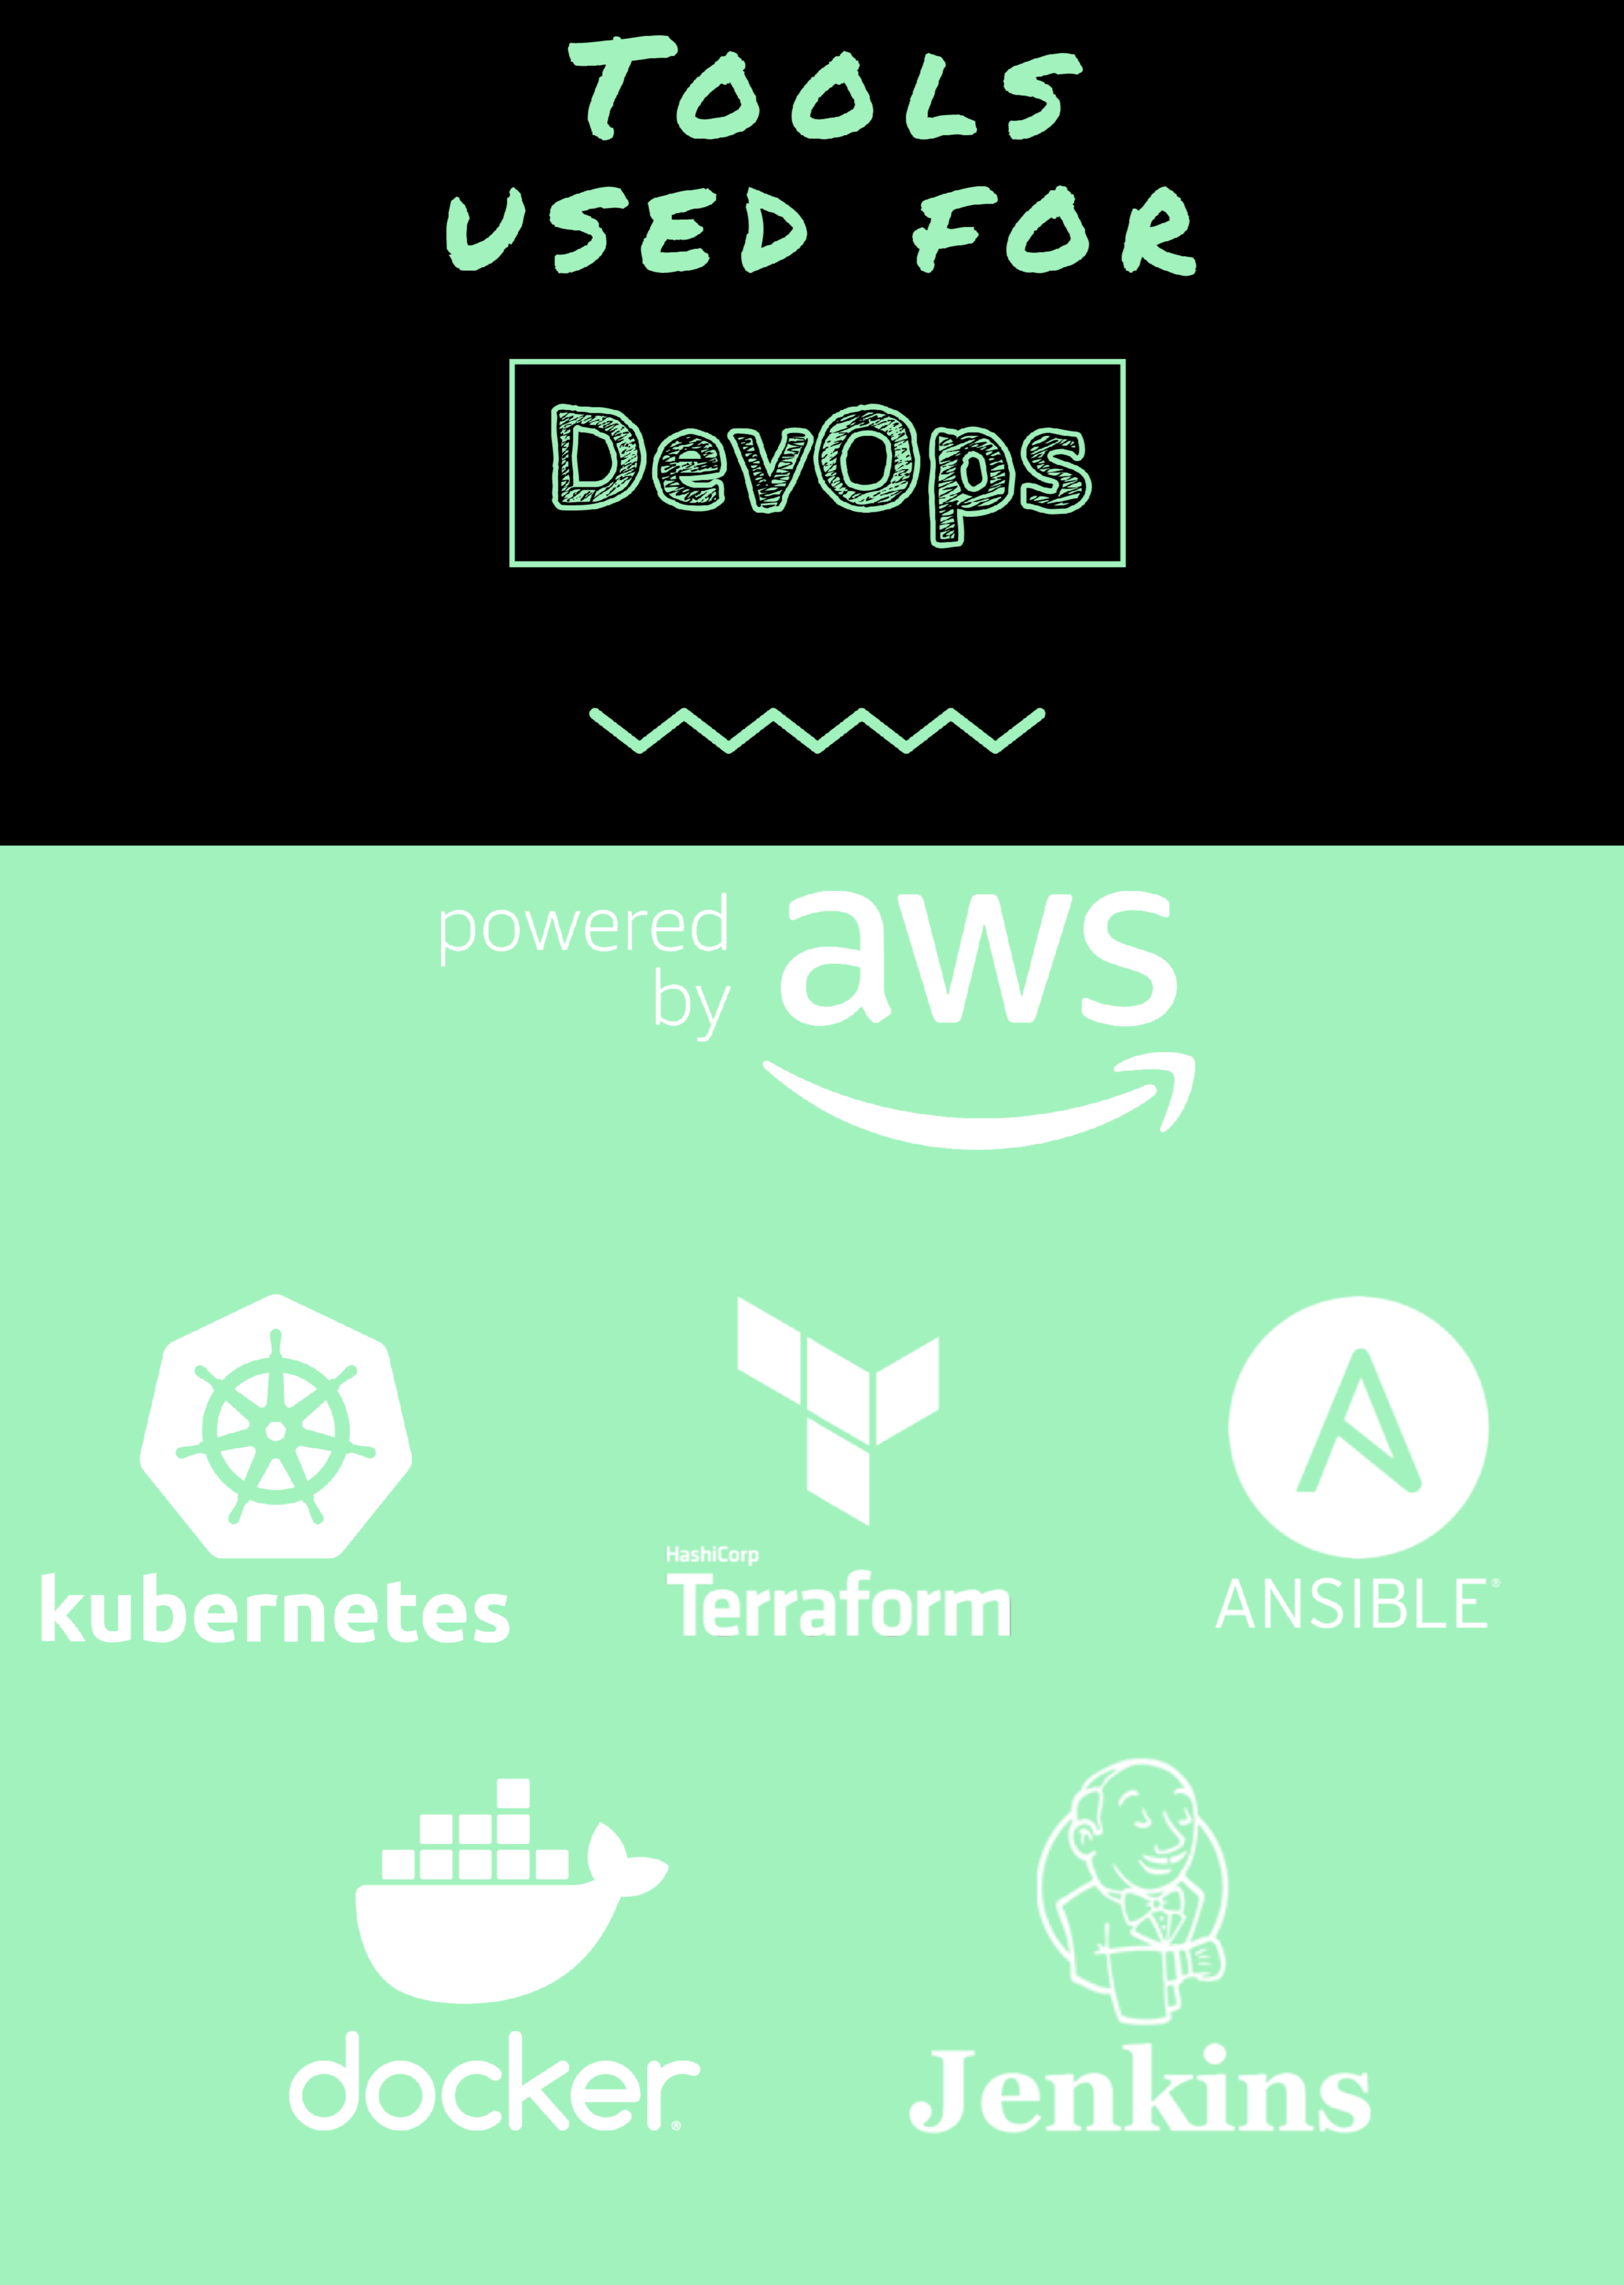 TOOLS
USED FOR
DevOps
powered
by
aws
kubernetes
HashiCorp
Terraform
ANSIBLE®
docker®
Jenkins